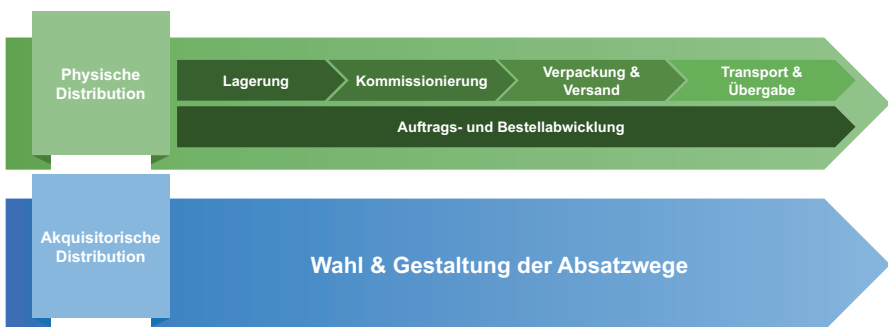 Physische
Distribution
Lagerung
Kommissionierung
Verpackung &
Versand
Transport &
Übergabe
Auftrags- und Bestellabwicklung
Akquisitorische
Distribution
Wahl & Gestaltung der Absatzwege